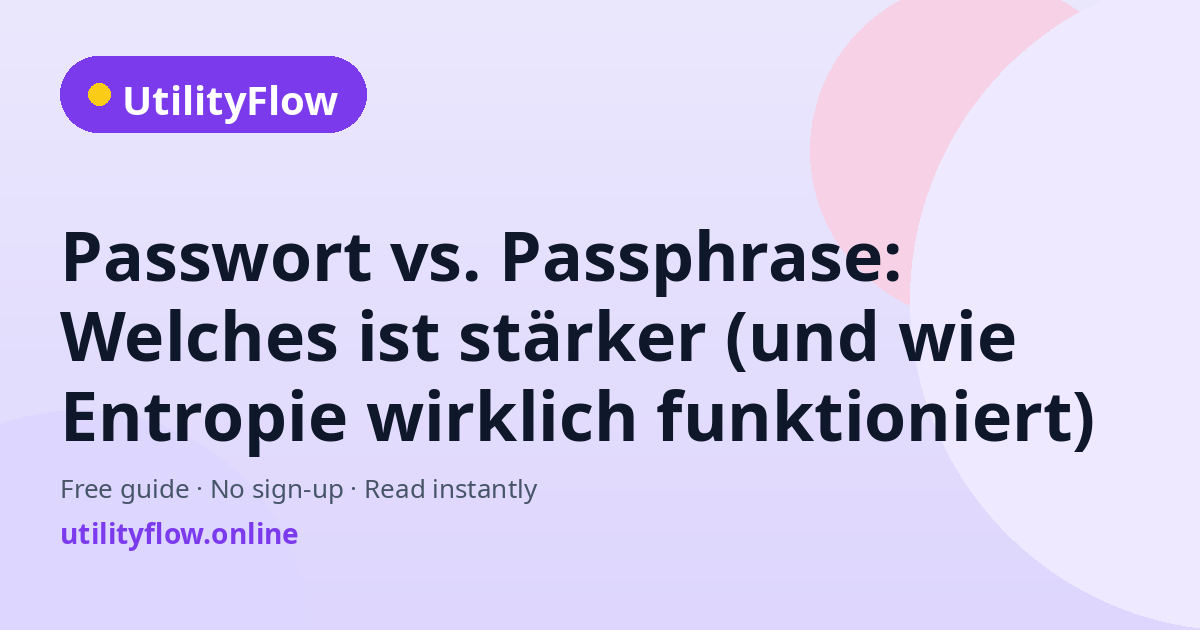 UtilityFlow
Passwort vs. Passphrase:
Welches ist stärker (und wie
Entropie wirklich funktioniert)
Free guide · No sign-up · Read instantly
utilityflow.online